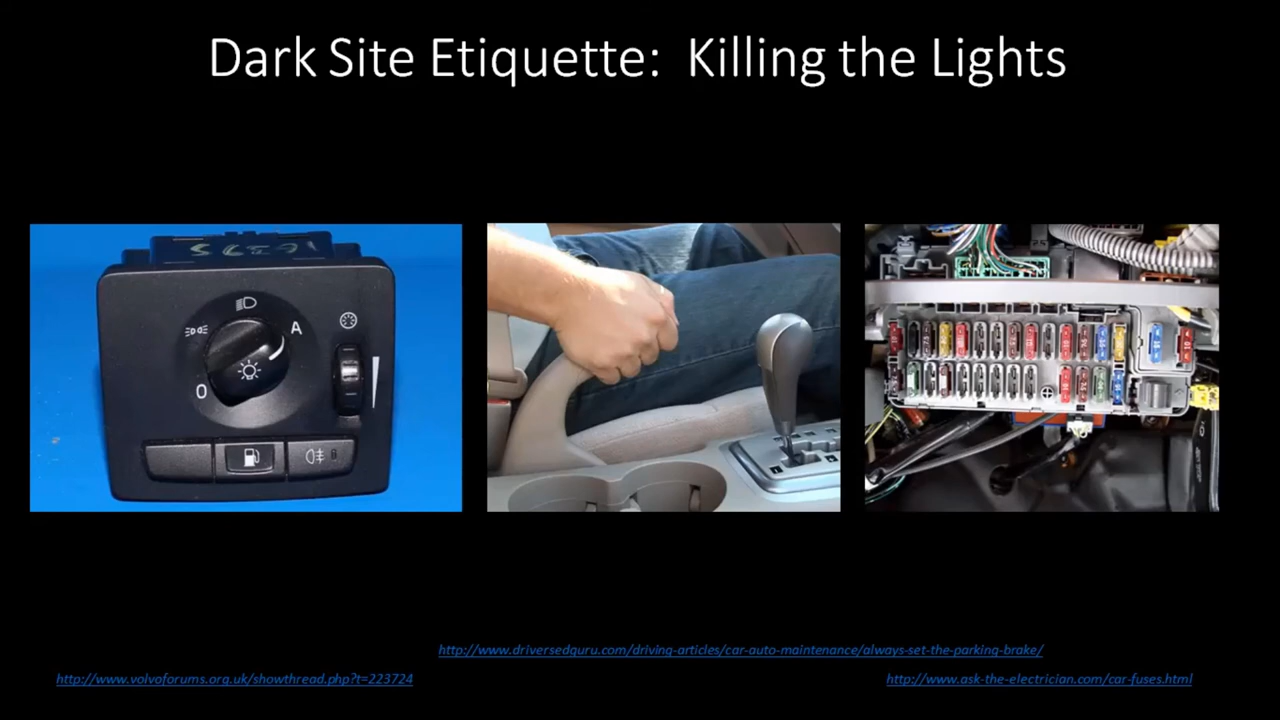 Dark Site Etiquette:  Killing the Lights
A
0
http://www.driversedguru.com/driving-articles/car-auto-maintenance/always-set-the-parking-brake/
http://www.volvoforums.org.uk/showthread.php?t=223724
http://www.ask-the-electrician.com/car-fuses.html